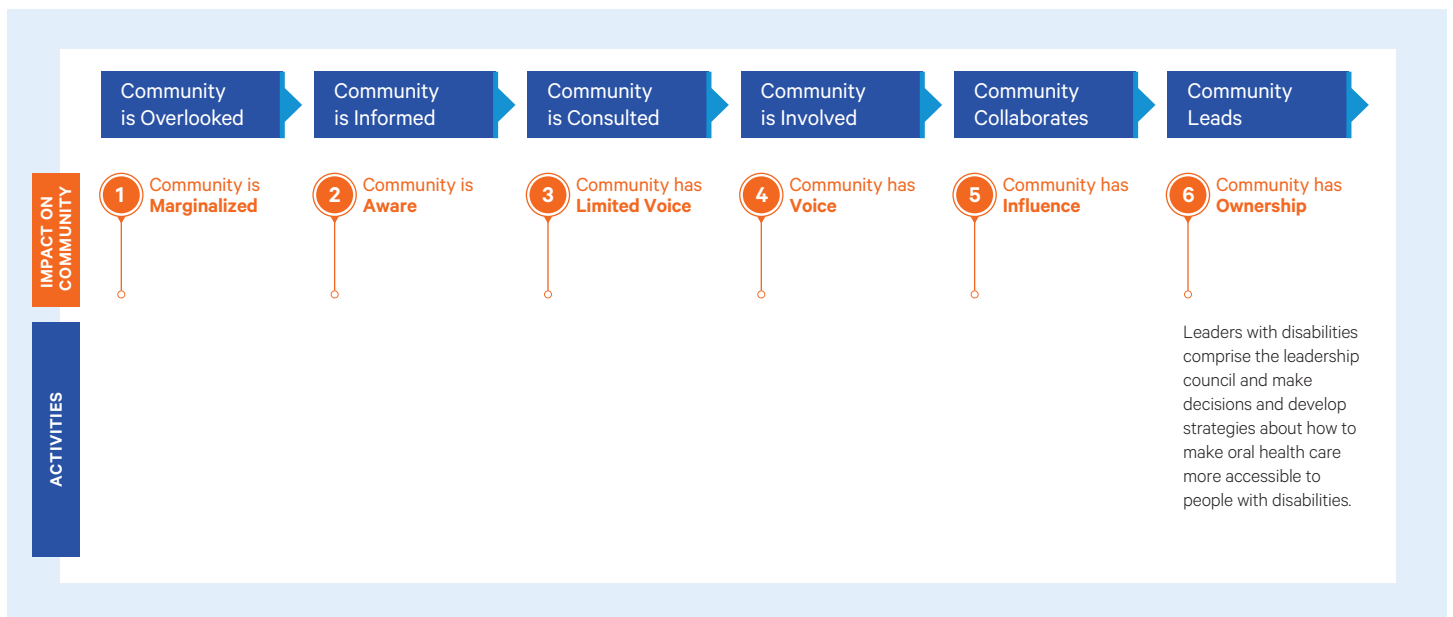 Community
is Overlooked
Community
is Informed
Community
is Consulted
Community
is Involved
Community
Collaborates
Community
Leads
IMPACT ON
COMMUNITY
1
Community is
Marginalized
2
Community is
Aware
3
Community has
Limited Voice
4
Community has
Voice
5
Community has
Influence
6
Community has
Ownership
ACTIVITIES
Leaders with disabilities
comprise the leadership
council and make
decisions and develop
strategies about how to
make oral health care
more accessible to
people with disabilities.